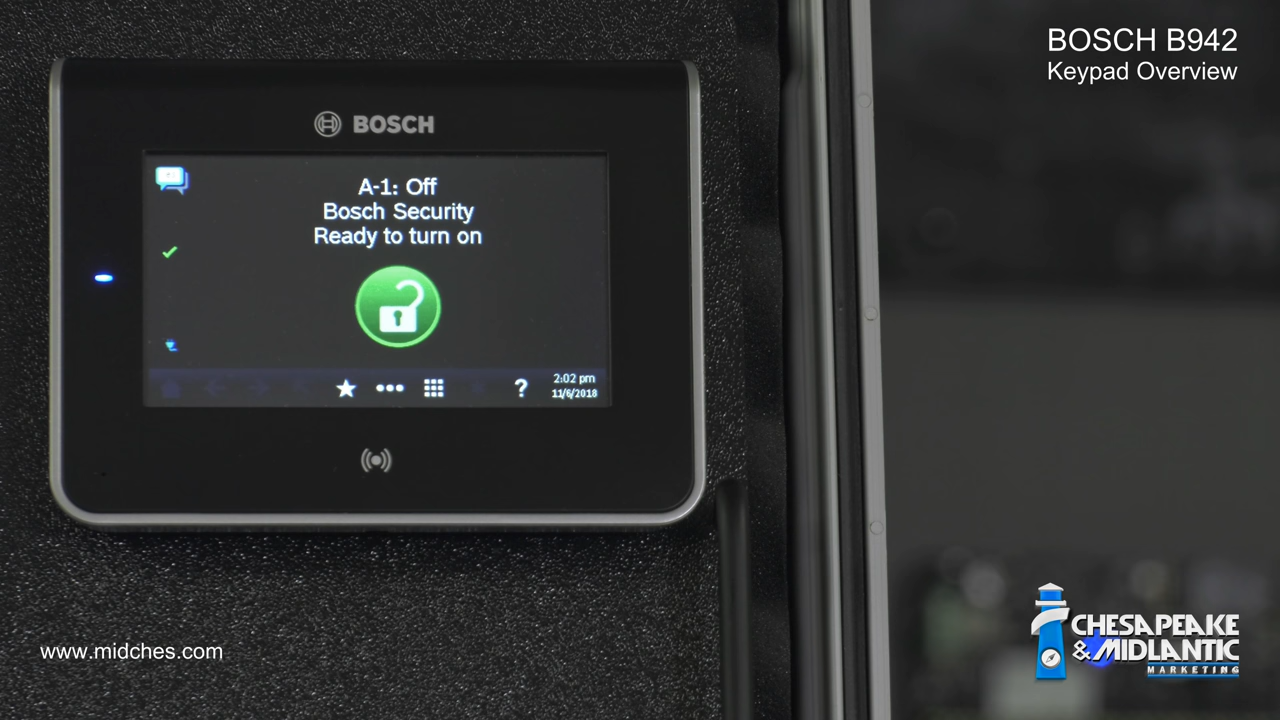 BOSCH B942
Keypad Overview
BOSCH
A-1: Off
Bosch Security
Ready to turn on
?
2:02 pm
11/6/2018
www.midches.com
CHESAPEAKE
& MIDLANTIC
MARKETING